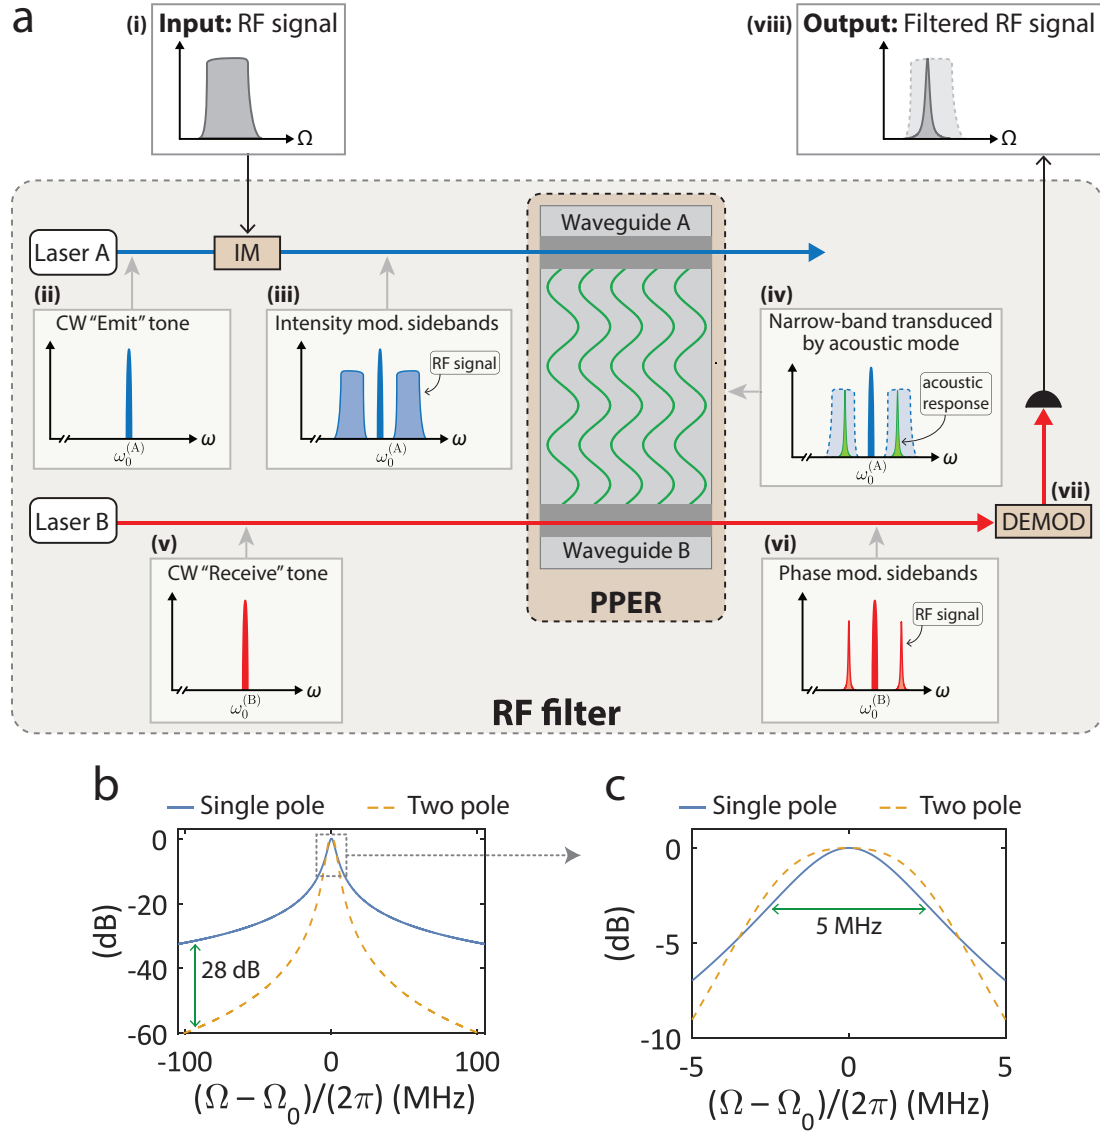 a
(i)
Input: RF signal
Ω
(viii)
Output: Filtered RF signal
Ω
Laser A
IM
Waveguide A
(ii)
CW "Emit" tone
ω
ω₀⁽ᴬ⁾
(iii)
Intensity mod. sidebands
RF signal
ω
ω₀⁽ᴬ⁾
(iv)
Narrow-band transduced
by acoustic mode
acoustic
response
ω
ω₀⁽ᴬ⁾
Laser B
Waveguide B
PPER
(v)
CW "Receive" tone
ω
ω₀⁽ᴮ⁾
(vi)
Phase mod. sidebands
RF signal
ω
ω₀⁽ᴮ⁾
(vii)
DEMOD
RF filter
b
Single pole
Two pole
0
-20
-40
-60
(dB)
28 dB
-100
0
100
(Ω − Ω₀)/(2π) (MHz)
c
Single pole
Two pole
0
-5
-10
(dB)
5 MHz
-5
0
5
(Ω − Ω₀)/(2π) (MHz)